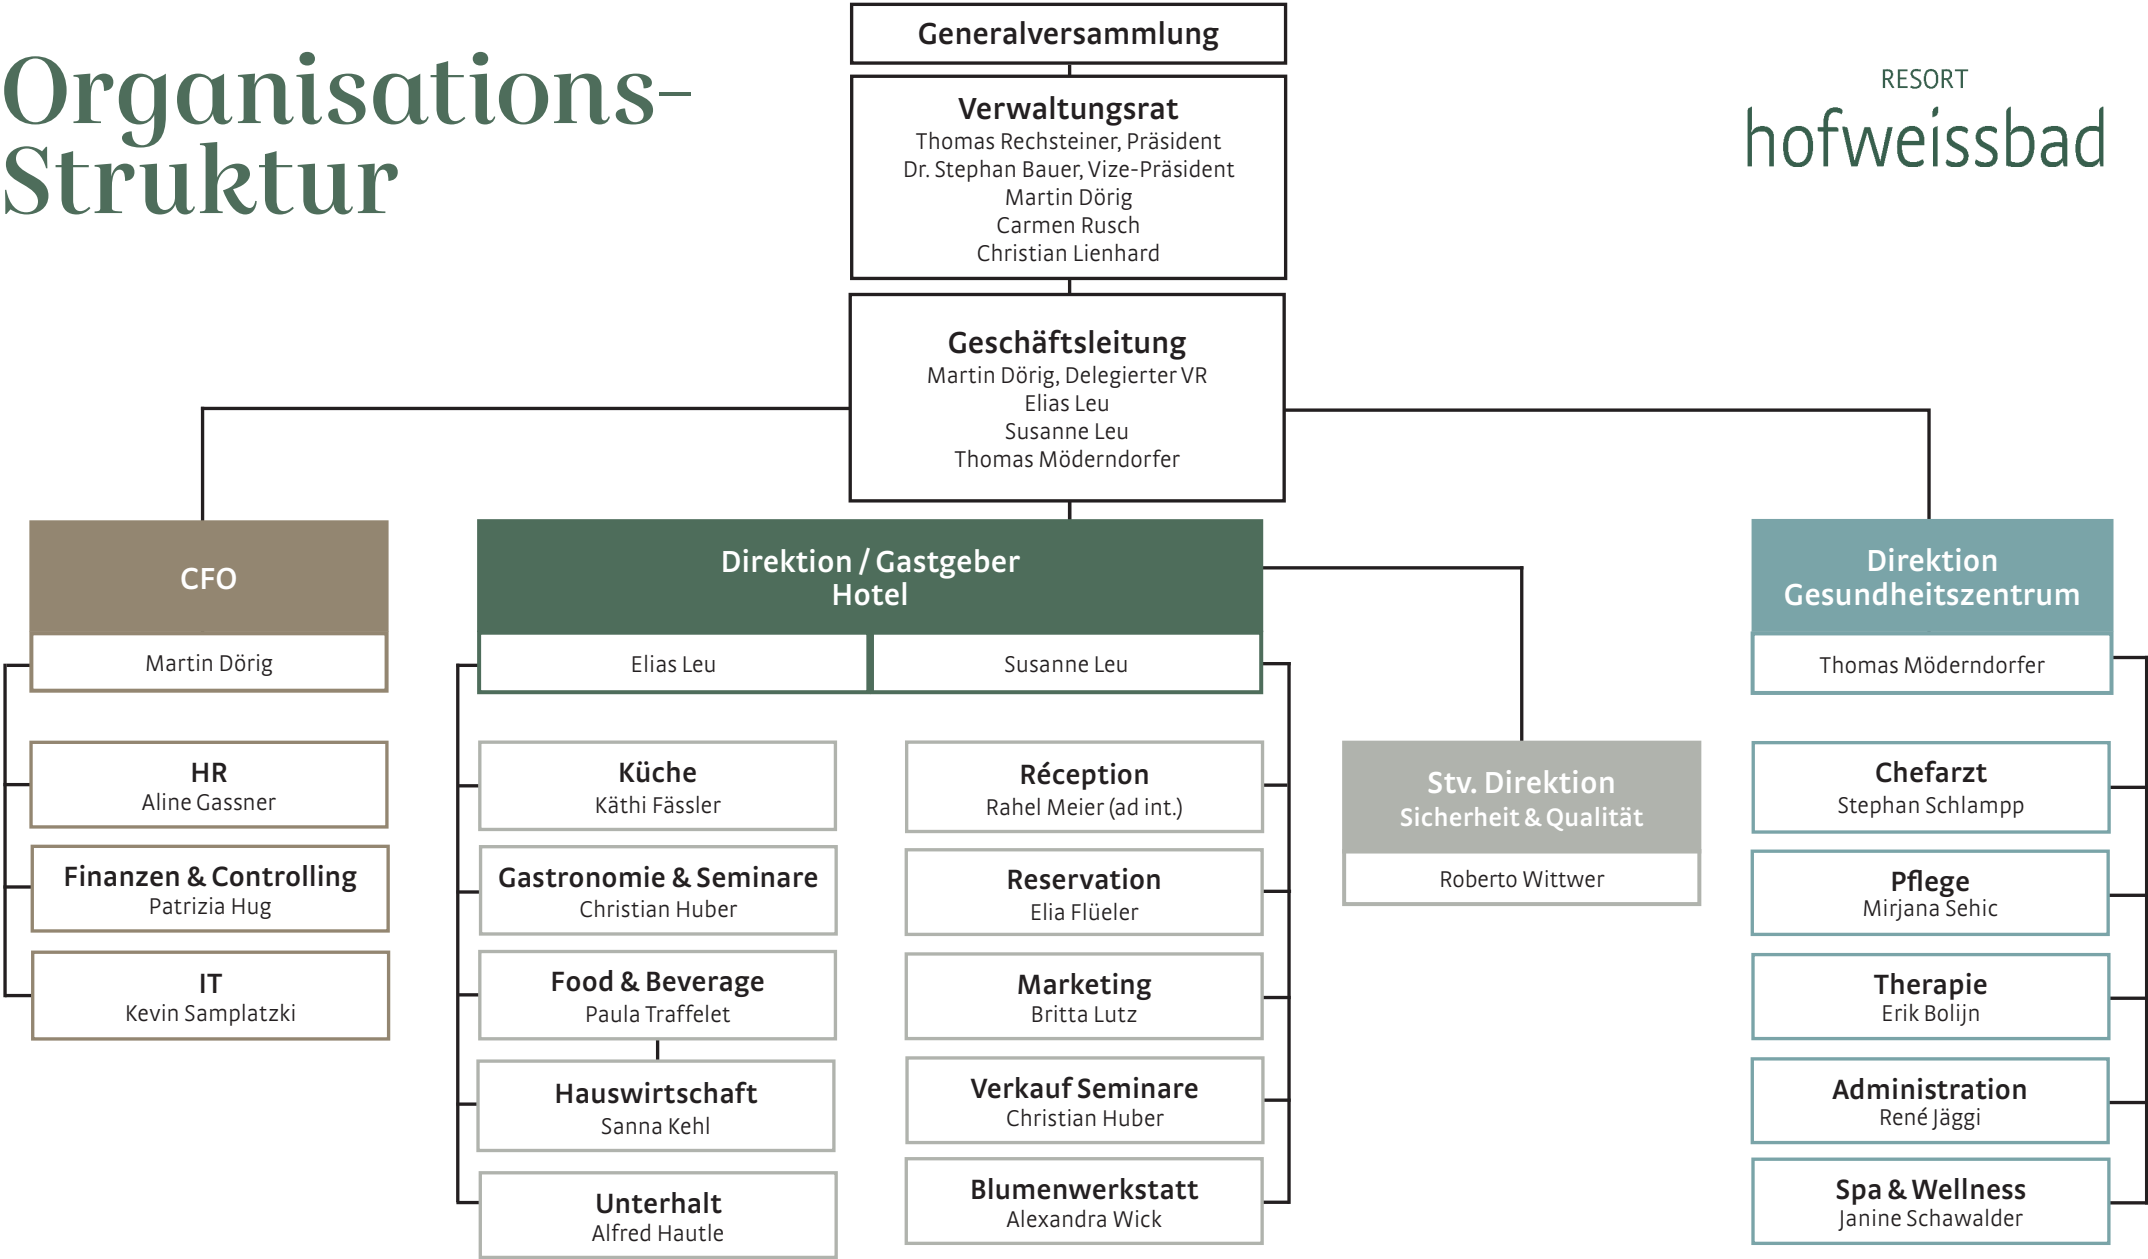 Organisations-
Struktur
RESORT
hofweissbad
Generalversammlung
Verwaltungsrat
Thomas Rechsteiner, Präsident
Dr. Stephan Bauer, Vize-Präsident
Martin Dörig
Carmen Rusch
Christian Lienhard
Geschäftsleitung
Martin Dörig, Delegierter VR
Elias Leu
Susanne Leu
Thomas Möderndorfer
CFO
Martin Dörig
HR
Aline Gassner
Finanzen & Controlling
Patrizia Hug
IT
Kevin Samplatzki
Direktion / Gastgeber
Hotel
Elias Leu
Susanne Leu
Küche
Käthi Fässler
Gastronomie & Seminare
Christian Huber
Food & Beverage
Paula Traffelet
Hauswirtschaft
Sanna Kehl
Unterhalt
Alfred Hautle
Réception
Rahel Meier (ad int.)
Reservation
Elia Flüeler
Marketing
Britta Lutz
Verkauf Seminare
Christian Huber
Blumenwerkstatt
Alexandra Wick
Stv. Direktion
Sicherheit & Qualität
Roberto Wittwer
Direktion
Gesundheitszentrum
Thomas Möderndorfer
Chefarzt
Stephan Schlampp
Pflege
Mirjana Sehic
Therapie
Erik Bolijn
Administration
René Jäggi
Spa & Wellness
Janine Schawalder